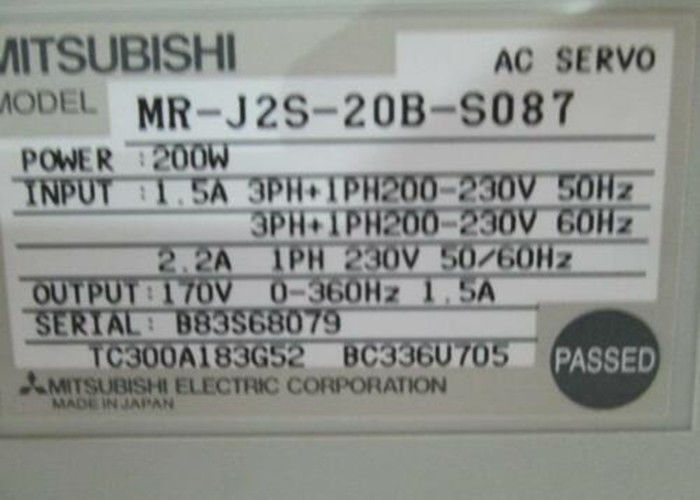 MITSUBISHI
AC SERVO
MODEL MR-J2S-20B-S087
POWER :200W
INPUT :1.5A 3PH+1PH200-230V 50Hz
3PH+1PH200-230V 60Hz
2.2A 1PH 230V 50/60Hz
OUTPUT:170V 0-360Hz 1.5A
SERIAL: B83S68079
TC300A183G52 BC336U705
PASSED
MITSUBISHI ELECTRIC CORPORATION
MADE IN JAPAN